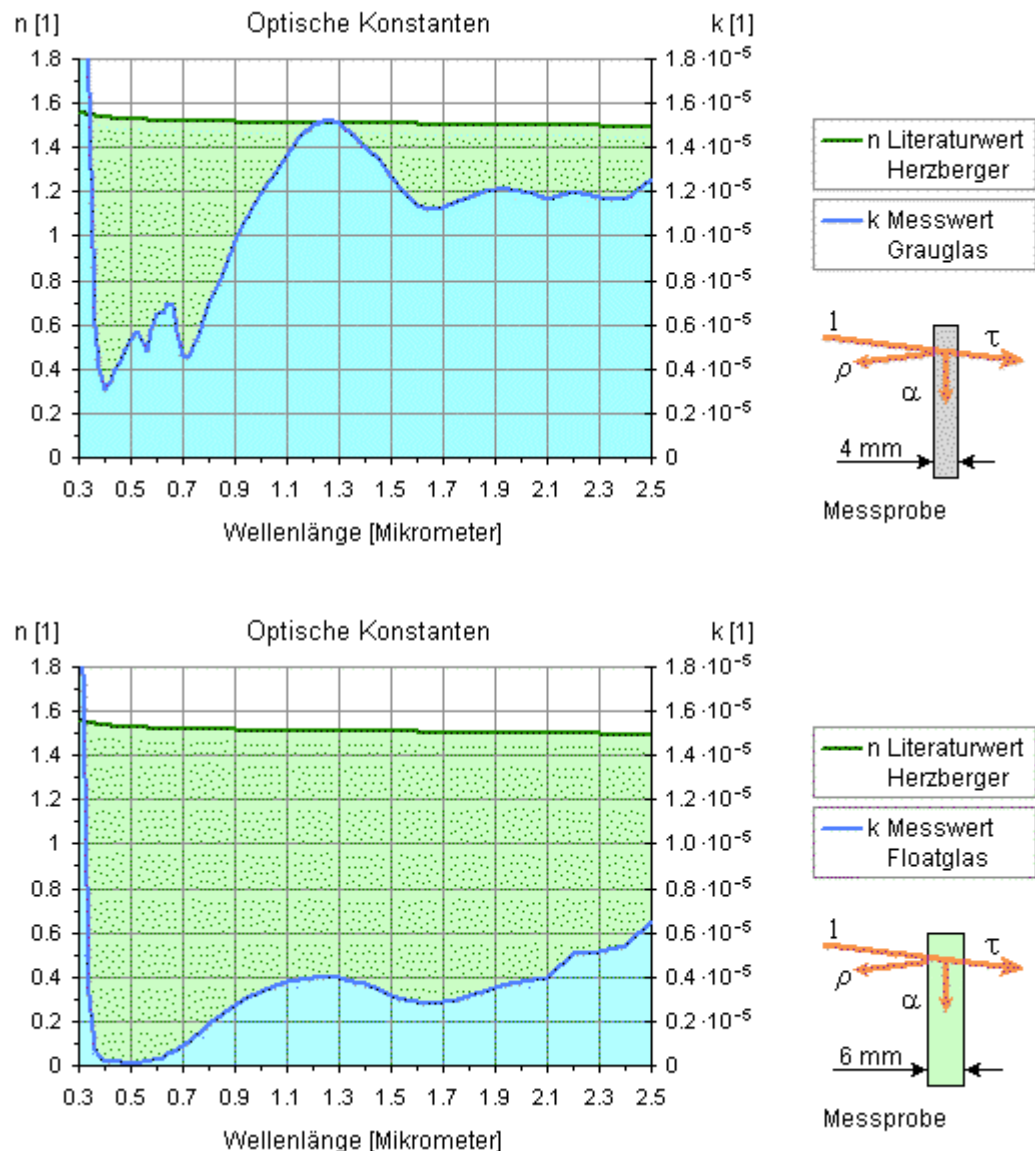 n [1] Optische Konstanten k [1]
1.8 1.8·10⁻⁵
1.6 1.6·10⁻⁵
1.4 1.4·10⁻⁵
1.2 1.2·10⁻⁵
1 1.0·10⁻⁵
0.8 0.8·10⁻⁵
0.6 0.6·10⁻⁵
0.4 0.4·10⁻⁵
0.2 0.2·10⁻⁵
0 0
0.3 0.5 0.7 0.9 1.1 1.3 1.5 1.7 1.9 2.1 2.3 2.5
Wellenlänge [Mikrometer]
n Literaturwert
Herzberger
k Messwert
Grauglas
1
τ
ρ
α
4 mm
Messprobe
n [1] Optische Konstanten k [1]
1.8 1.8·10⁻⁵
1.6 1.6·10⁻⁵
1.4 1.4·10⁻⁵
1.2 1.2·10⁻⁵
1 1.0·10⁻⁵
0.8 0.8·10⁻⁵
0.6 0.6·10⁻⁵
0.4 0.4·10⁻⁵
0.2 0.2·10⁻⁵
0 0
0.3 0.5 0.7 0.9 1.1 1.3 1.5 1.7 1.9 2.1 2.3 2.5
Wellenlänge [Mikrometer]
n Literaturwert
Herzberger
k Messwert
Floatglas
1
τ
ρ
α
6 mm
Messprobe